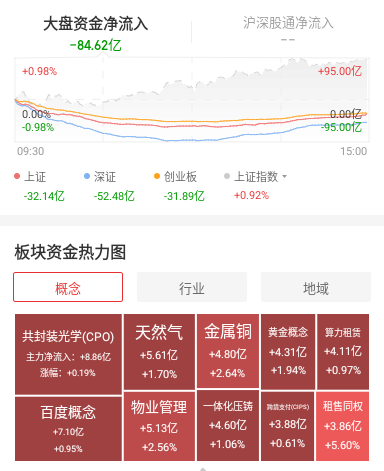 大盘资金净流入 沪深股通净流入
-84.62亿 --
+0.98% +95.00亿
0.00% 0.00亿
-0.98% -95.00亿
09:30 15:00
上证 深证 创业板 上证指数
-32.14亿 -52.48亿 -31.89亿 +0.92%
板块资金热力图
概念 行业 地域
共封装光学(CPO)
主力净流入：+8.86亿
涨幅：+0.19%
天然气
+5.61亿
+1.70%
金属铜
+4.80亿
+2.64%
黄金概念
+4.31亿
+1.94%
算力租赁
+4.11亿
+0.97%
百度概念
+7.10亿
+0.95%
物业管理
+5.13亿
+2.56%
一体化压铸
+4.60亿
+1.06%
跨境支付(CIPS)
+3.88亿
+0.61%
租售同权
+3.86亿
+5.60%